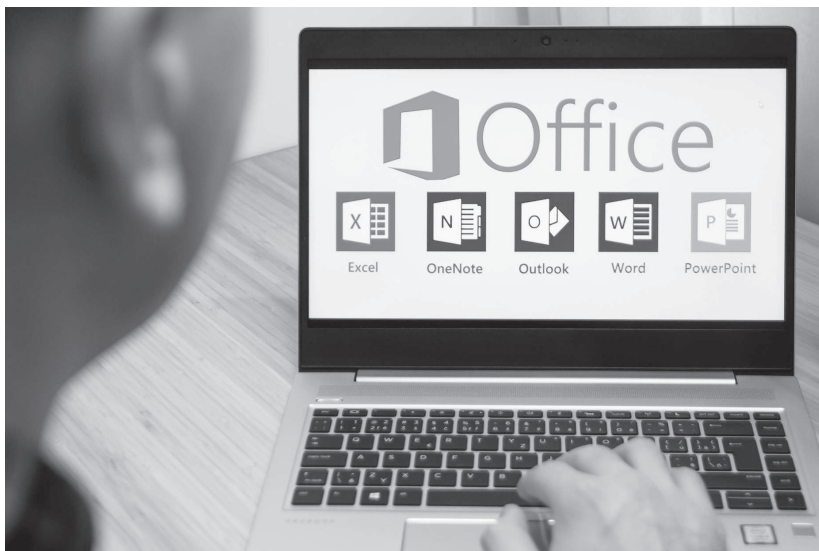 Office
X N O W P
Excel OneNote Outlook Word PowerPoint
Q W E R T Y Z U I O
A S D F G H
Z Y X C V B